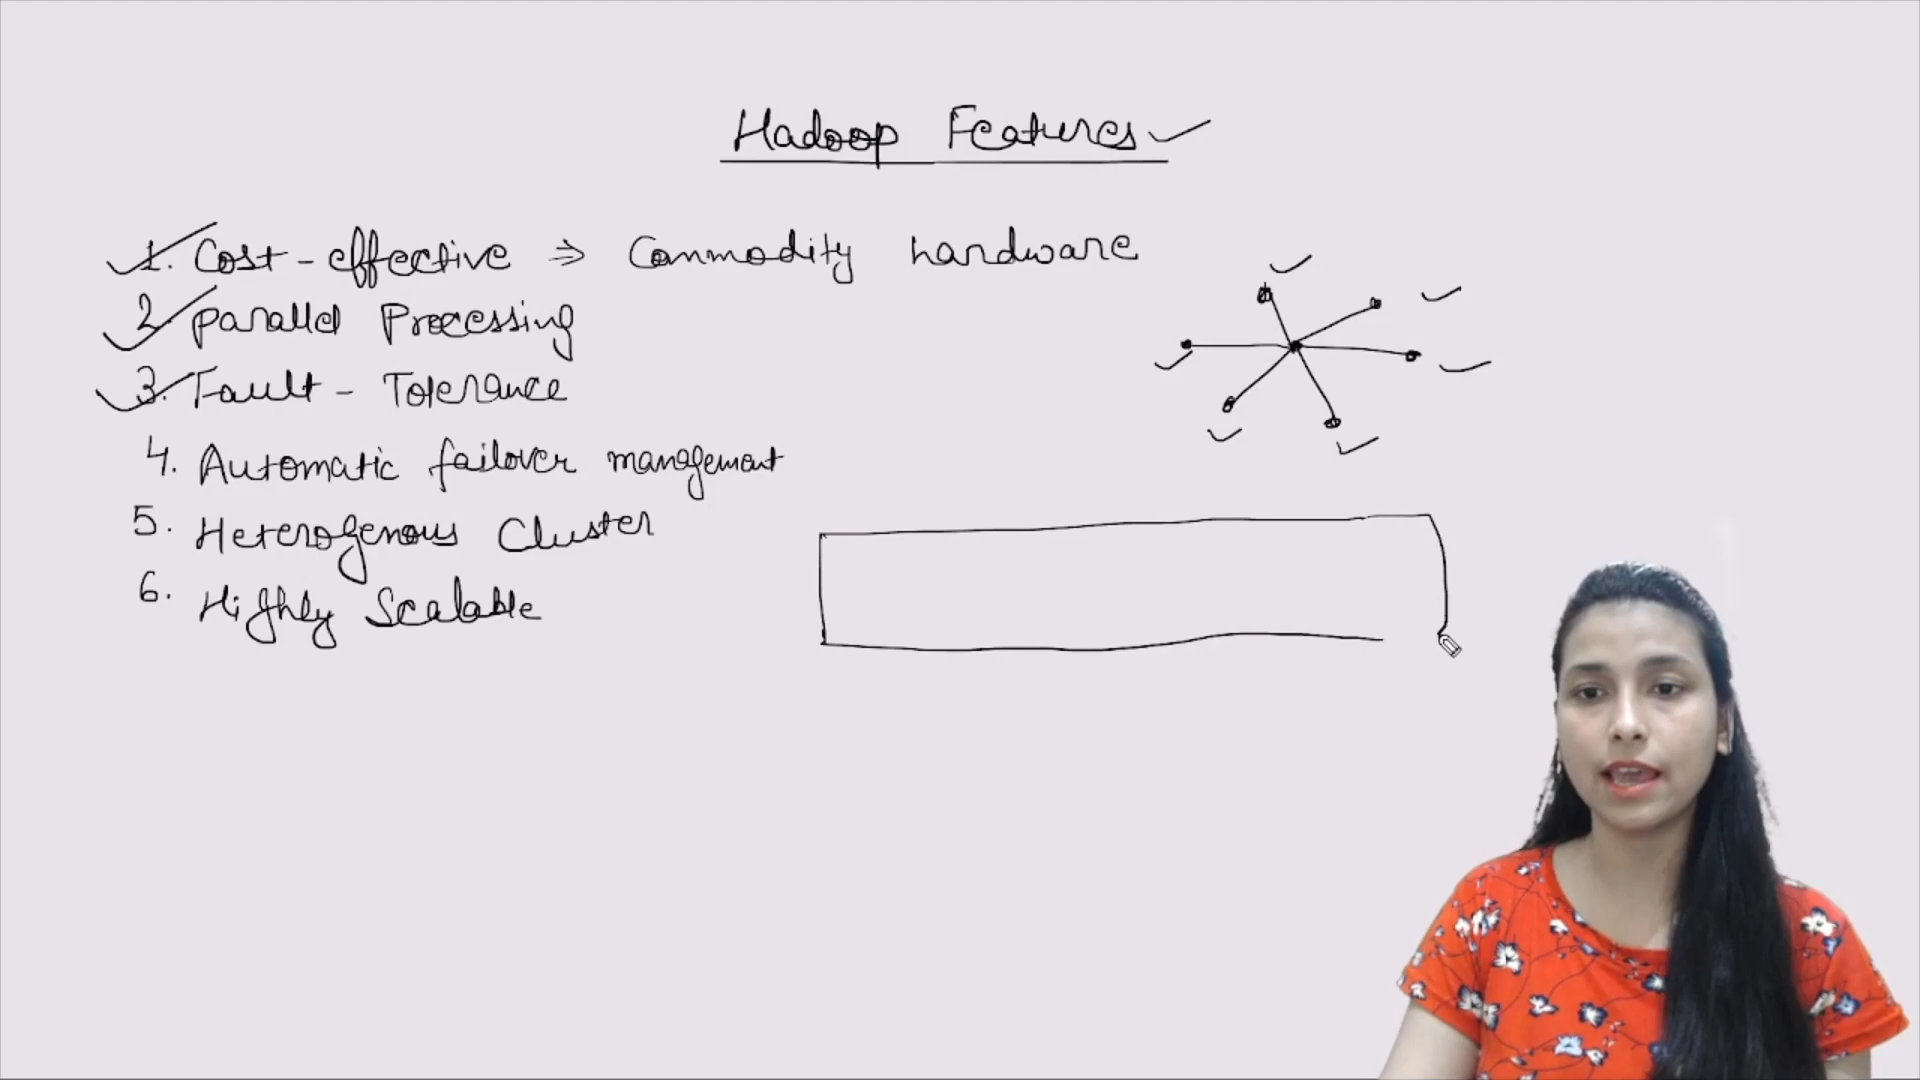 Hadoop Features
1. Cost-effective ⇒ Commodity hardware
2. Parallel Processing
3. Fault-Tolerance
4. Automatic failover management
5. Heterogenous Cluster
6. Highly Scalable